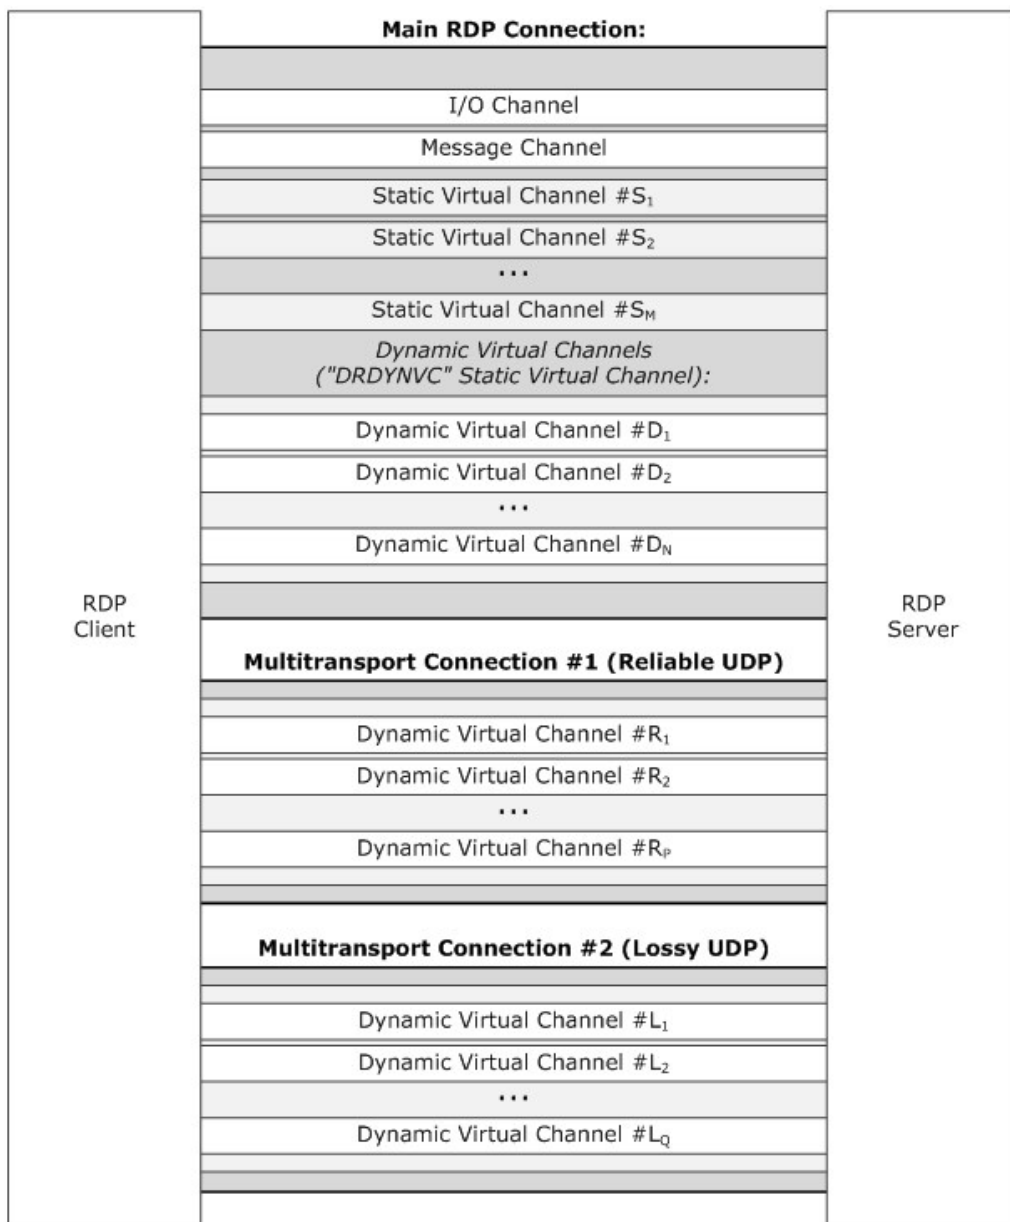 Main RDP Connection:
I/O Channel
Message Channel
Static Virtual Channel #S₁
Static Virtual Channel #S₂
...
Static Virtual Channel #Sₘ
Dynamic Virtual Channels
("DRDYNVC" Static Virtual Channel):
Dynamic Virtual Channel #D₁
Dynamic Virtual Channel #D₂
...
Dynamic Virtual Channel #Dɴ
RDP
Client
RDP
Server
Multitransport Connection #1 (Reliable UDP)
Dynamic Virtual Channel #R₁
Dynamic Virtual Channel #R₂
...
Dynamic Virtual Channel #Rₚ
Multitransport Connection #2 (Lossy UDP)
Dynamic Virtual Channel #L₁
Dynamic Virtual Channel #L₂
...
Dynamic Virtual Channel #LQ